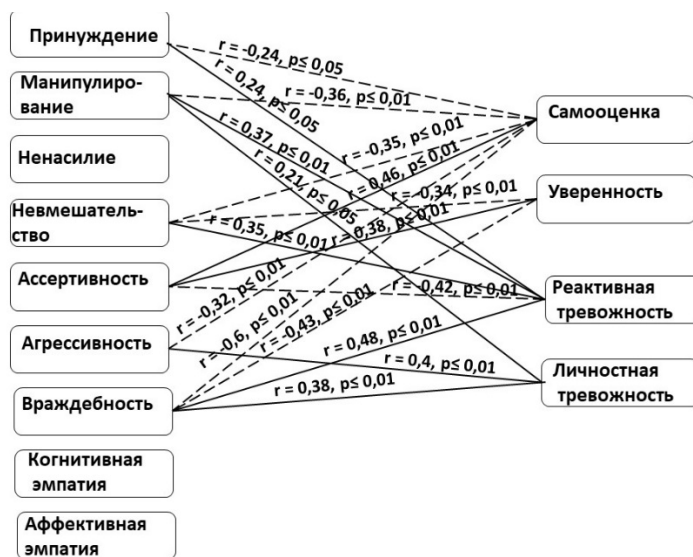 Принуждение
Манипулиро-
вание
Ненасилие
Невмешатель-
ство
Ассертивность
Агрессивность
Враждебность
Когнитивная
эмпатия
Аффективная
эмпатия
r = -0,24, p≤ 0,05
r = 0,24, p≤ 0,05
r = -0,36, p≤ 0,01
r = 0,37, p≤ 0,01
r = 0,21, p≤ 0,05
r = -0,35, p≤ 0,01
r = 0,46, p≤ 0,01
r = -0,34, p≤ 0,01
r = 0,35, p≤ 0,01
r = 0,38, p≤ 0,01
r = -0,42, p≤ 0,01
r = -0,32, p≤ 0,01
r = -0,6, p≤ 0,01
r = -0,43, p≤ 0,01
r = 0,48, p≤ 0,01
r = 0,4, p≤ 0,01
r = 0,38, p≤ 0,01
Самооценка
Уверенность
Реактивная
тревожность
Личностная
тревожность